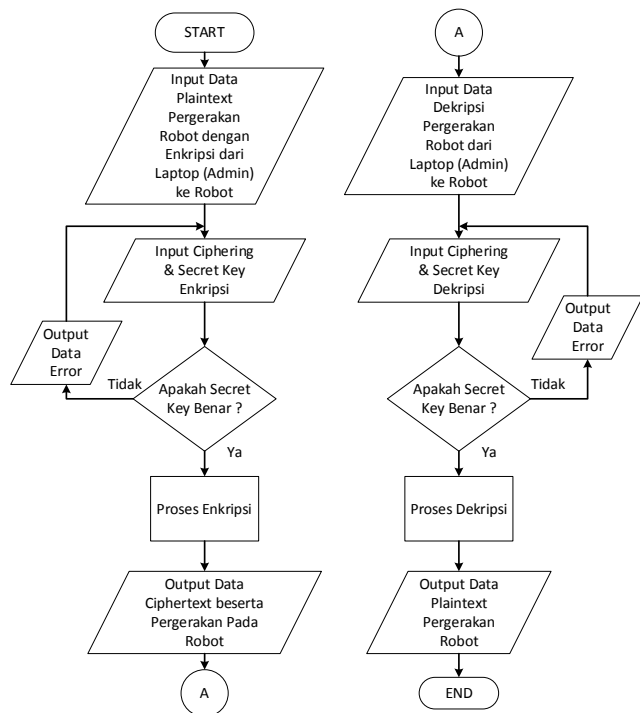 START
Input Data
Plaintext
Pergerakan
Robot dengan
Enkripsi dari
Laptop (Admin)
ke Robot
Input Ciphering
& Secret Key
Enkripsi
Output
Data
Error
Tidak
Apakah Secret
Key Benar ?
Ya
Proses Enkripsi
Output Data
Ciphertext beserta
Pergerakan Pada
Robot
A
A
Input Data
Dekripsi
Pergerakan
Robot dari
Laptop (Admin)
ke Robot
Input Ciphering
& Secret Key
Dekripsi
Output
Data
Error
Tidak
Apakah Secret
Key Benar ?
Ya
Proses Dekripsi
Output Data
Plaintext
Pergerakan
Robot
END